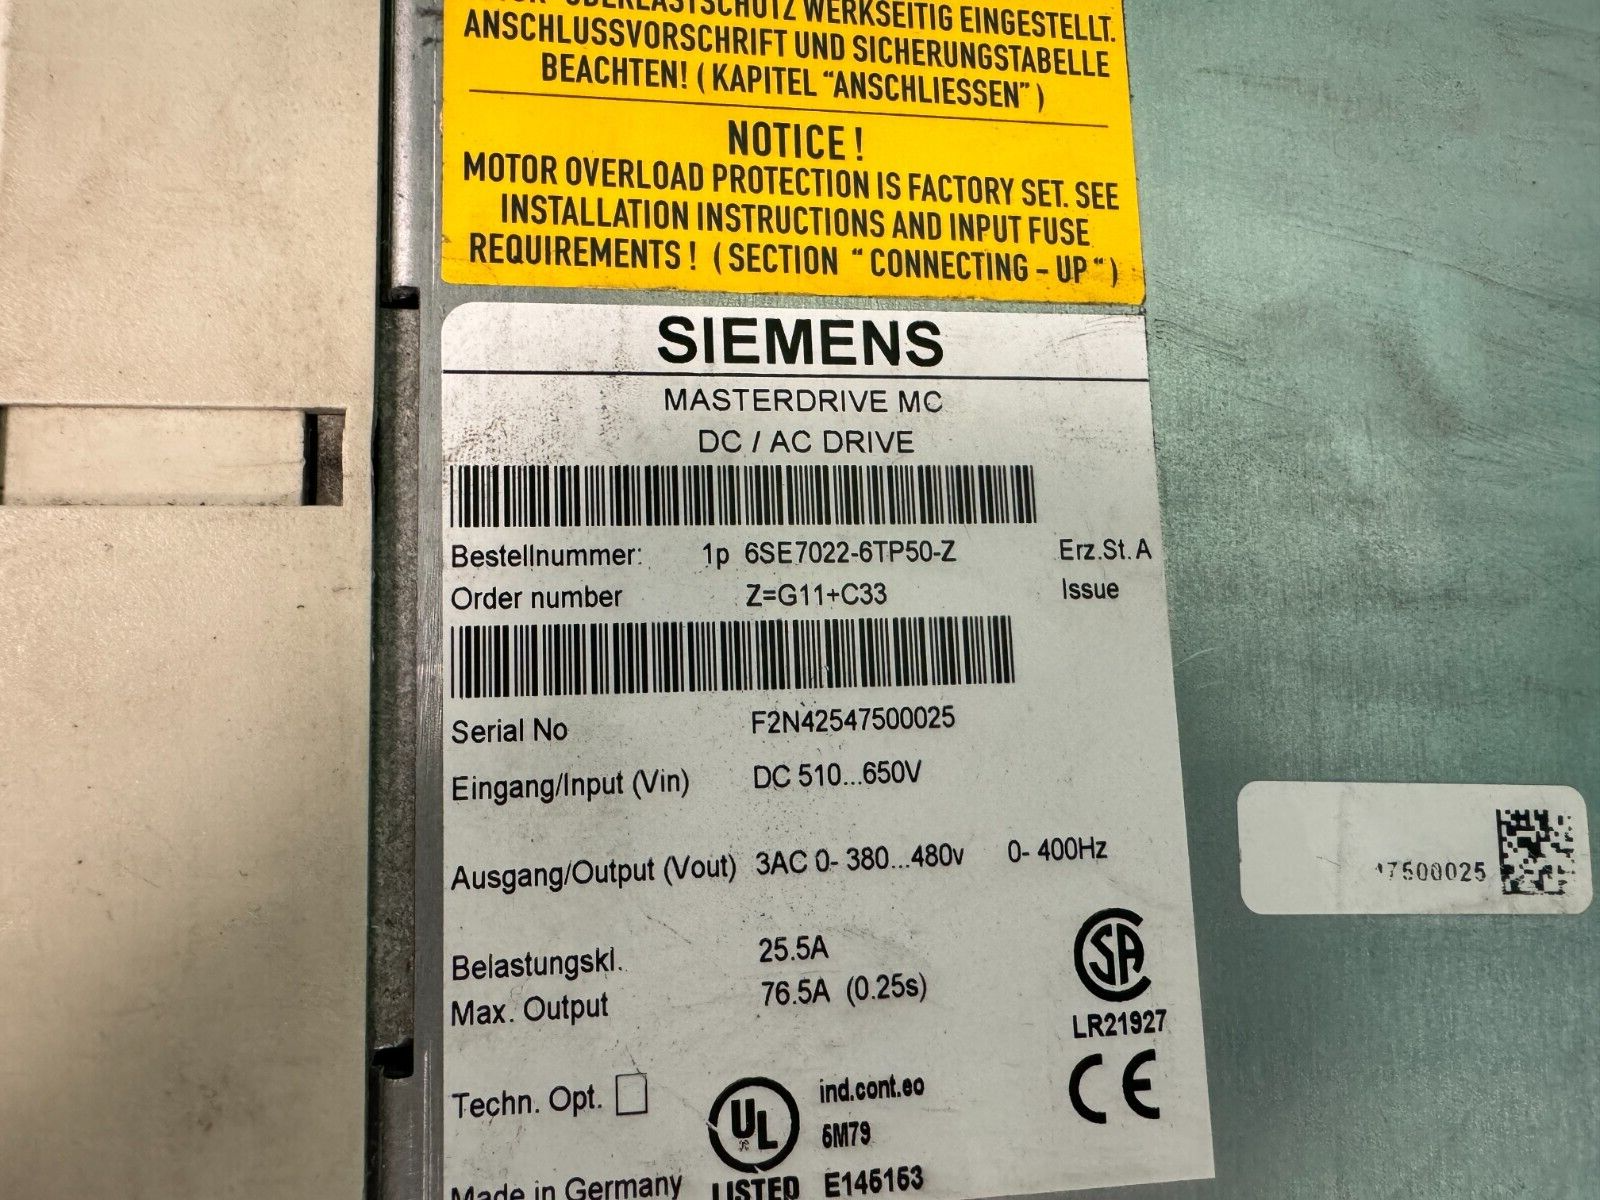 ÜBERLASTSCHUTZ WERKSEITIG EINGESTELLT.
ANSCHLUSSVORSCHRIFT UND SICHERUNGSTABELLE
BEACHTEN! ( KAPITEL "ANSCHLIESSEN" )
NOTICE !
MOTOR OVERLOAD PROTECTION IS FACTORY SET. SEE
INSTALLATION INSTRUCTIONS AND INPUT FUSE
REQUIREMENTS ! ( SECTION " CONNECTING - UP " )
SIEMENS
MASTERDRIVE MC
DC / AC DRIVE
Bestellnummer: 1p 6SE7022-6TP50-Z Erz.St. A
Order number Z=G11+C33 Issue
Serial No F2N42547500025
Eingang/Input (Vin) DC 510...650V
Ausgang/Output (Vout) 3AC 0- 380...480v 0- 400Hz
Belastungskl. 25.5A
Max. Output 76.5A (0.25s)
LR21927
Techn. Opt.
UL ind.cont.eo
6M79
Made in Germany LISTED E145153
CE
17500025